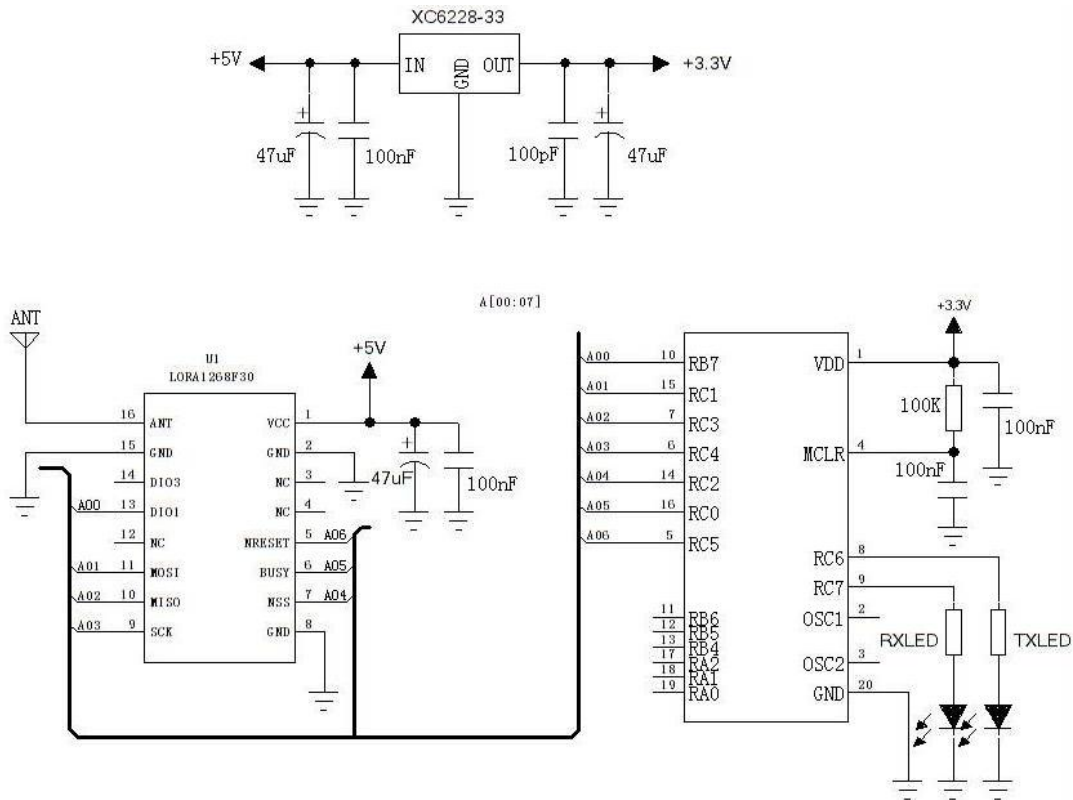 XC6228-33
+5V
IN
GND
OUT
+3.3V
+
47uF
100nF
100pF
+
47uF
A[00:07]
ANT
U1
LORA1268F30
+5V
16 ANT
15 GND
14 DIO3
A00 13 DIO1
12 NC
A01 11 MOSI
A02 10 MISO
A03 9 SCK
VCC 1
GND 2
NC 3
NC 4
NRESET 5 A06
BUSY 6 A05
NSS 7 A04
GND 8
+
47uF
100nF
A00 10 RB7
A01 15 RC1
A02 7 RC3
A03 6 RC4
A04 14 RC2
A05 16 RC0
A06 5 RC5
11 RB6
12 RB5
13 RB4
17 RA2
18 RA1
19 RA0
+3.3V
VDD 1
100K
100nF
MCLR 4
100nF
RC6 8
RC7 9
OSC1 2
OSC2 3
GND 20
RXLED
TXLED